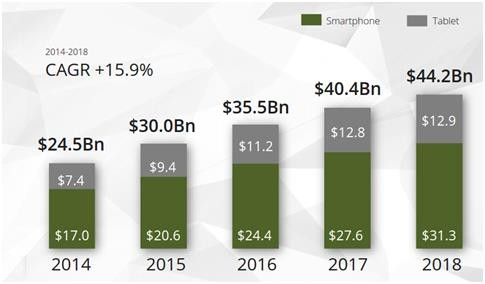 Smartphone Tablet
2014-2018
CAGR +15.9%
$24.5Bn $30.0Bn $35.5Bn $40.4Bn $44.2Bn
$7.4 $9.4 $11.2 $12.8 $12.9
$17.0 $20.6 $24.4 $27.6 $31.3
2014 2015 2016 2017 2018